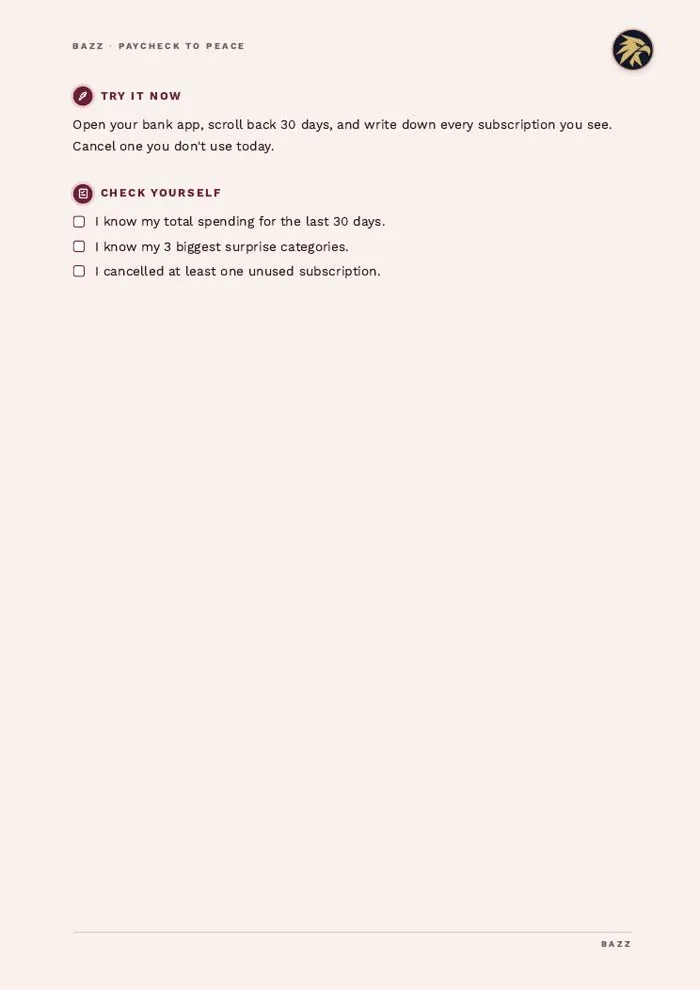 BAZZ · PAYCHECK TO PEACE
TRY IT NOW
Open your bank app, scroll back 30 days, and write down every subscription you see.
Cancel one you don't use today.
CHECK YOURSELF
I know my total spending for the last 30 days.
I know my 3 biggest surprise categories.
I cancelled at least one unused subscription.
BAZZ